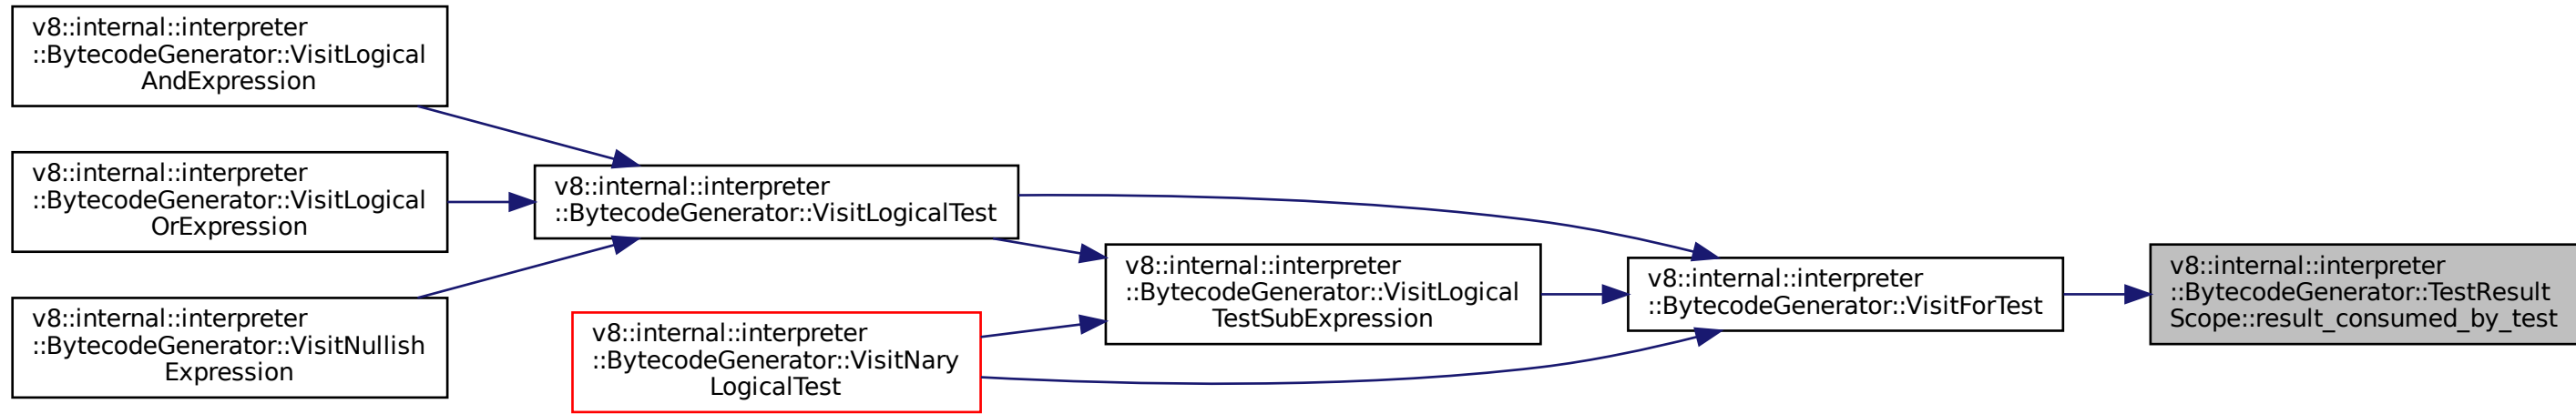 v8::internal::interpreter
::BytecodeGenerator::VisitLogical
AndExpression
v8::internal::interpreter
::BytecodeGenerator::VisitLogical
OrExpression
v8::internal::interpreter
::BytecodeGenerator::VisitNullish
Expression
v8::internal::interpreter
::BytecodeGenerator::VisitLogicalTest
v8::internal::interpreter
::BytecodeGenerator::VisitNary
LogicalTest
v8::internal::interpreter
::BytecodeGenerator::VisitLogical
TestSubExpression
v8::internal::interpreter
::BytecodeGenerator::VisitForTest
v8::internal::interpreter
::BytecodeGenerator::TestResult
Scope::result_consumed_by_test